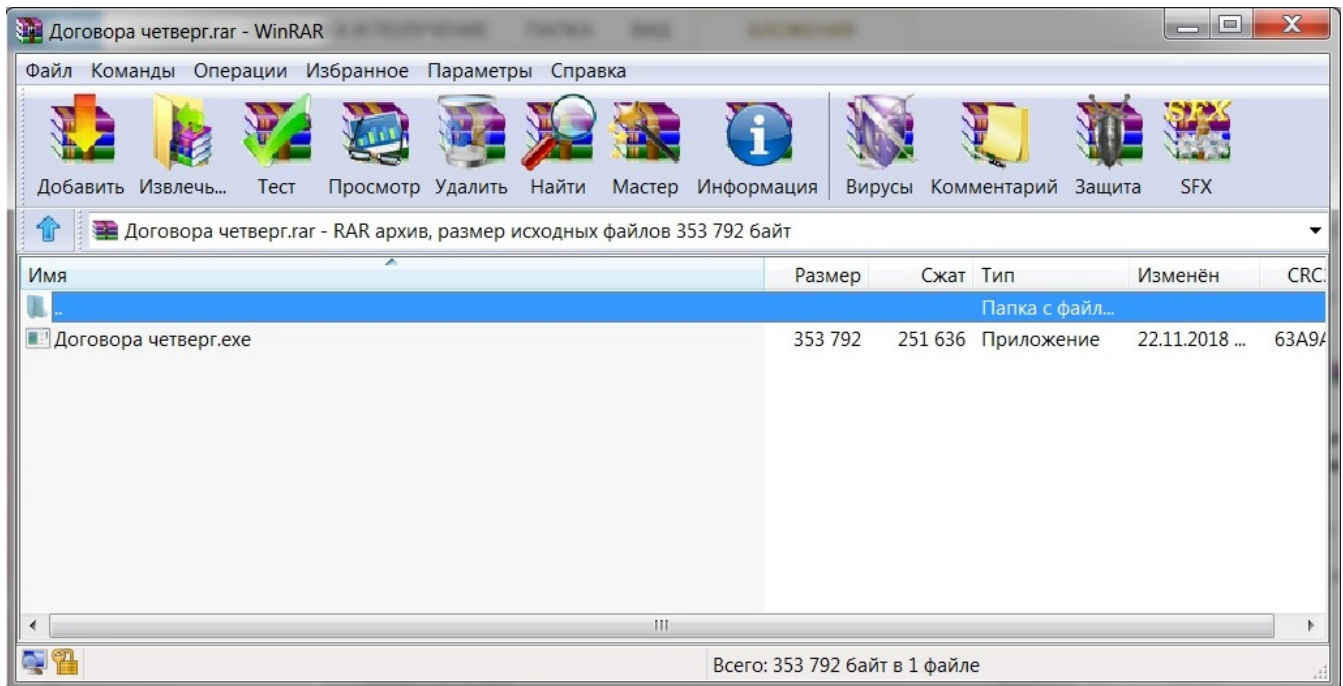 Договора четверг.rar - WinRAR
Файл Команды Операции Избранное Параметры Справка
Добавить Извлечь... Тест Просмотр Удалить Найти Мастер Информация Вирусы Комментарий Защита SFX
Договора четверг.rar - RAR архив, размер исходных файлов 353 792 байт
Имя Размер Сжат Тип Изменён CRC
.. Папка с файл...
Договора четверг.exe 353 792 251 636 Приложение 22.11.2018 ... 63A9A
Всего: 353 792 байт в 1 файле